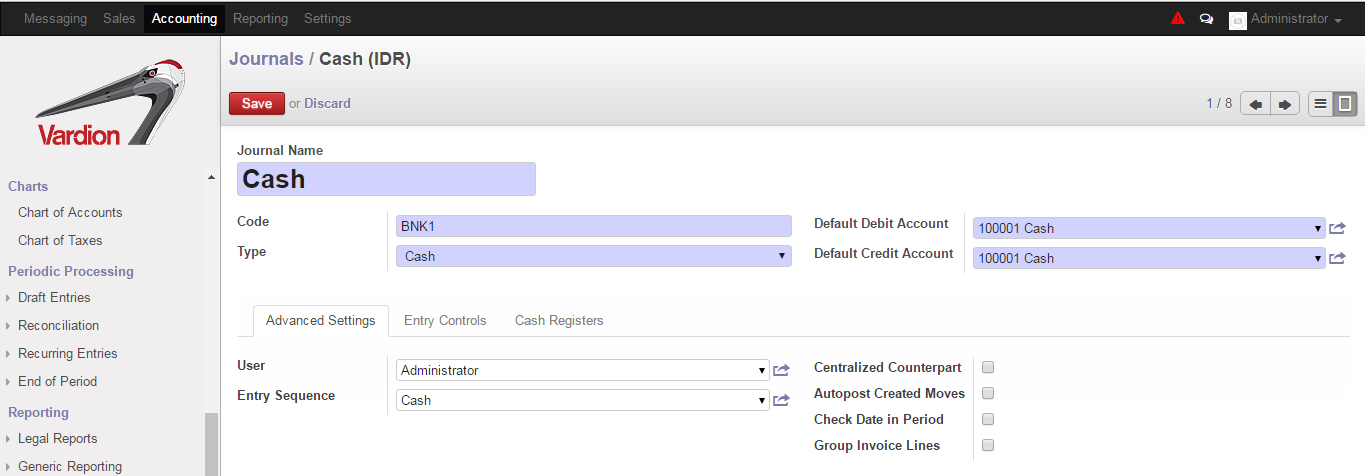 Messaging Sales Accounting Reporting Settings Administrator
Vardion
Charts
Chart of Accounts
Chart of Taxes
Periodic Processing
Draft Entries
Reconciliation
Recurring Entries
End of Period
Reporting
Legal Reports
Generic Reporting
Journals / Cash (IDR)
Save or Discard
1 / 8
Journal Name
Cash
Code BNK1
Type Cash
Default Debit Account 100001 Cash
Default Credit Account 100001 Cash
Advanced Settings Entry Controls Cash Registers
User Administrator
Entry Sequence Cash
Centralized Counterpart
Autopost Created Moves
Check Date in Period
Group Invoice Lines